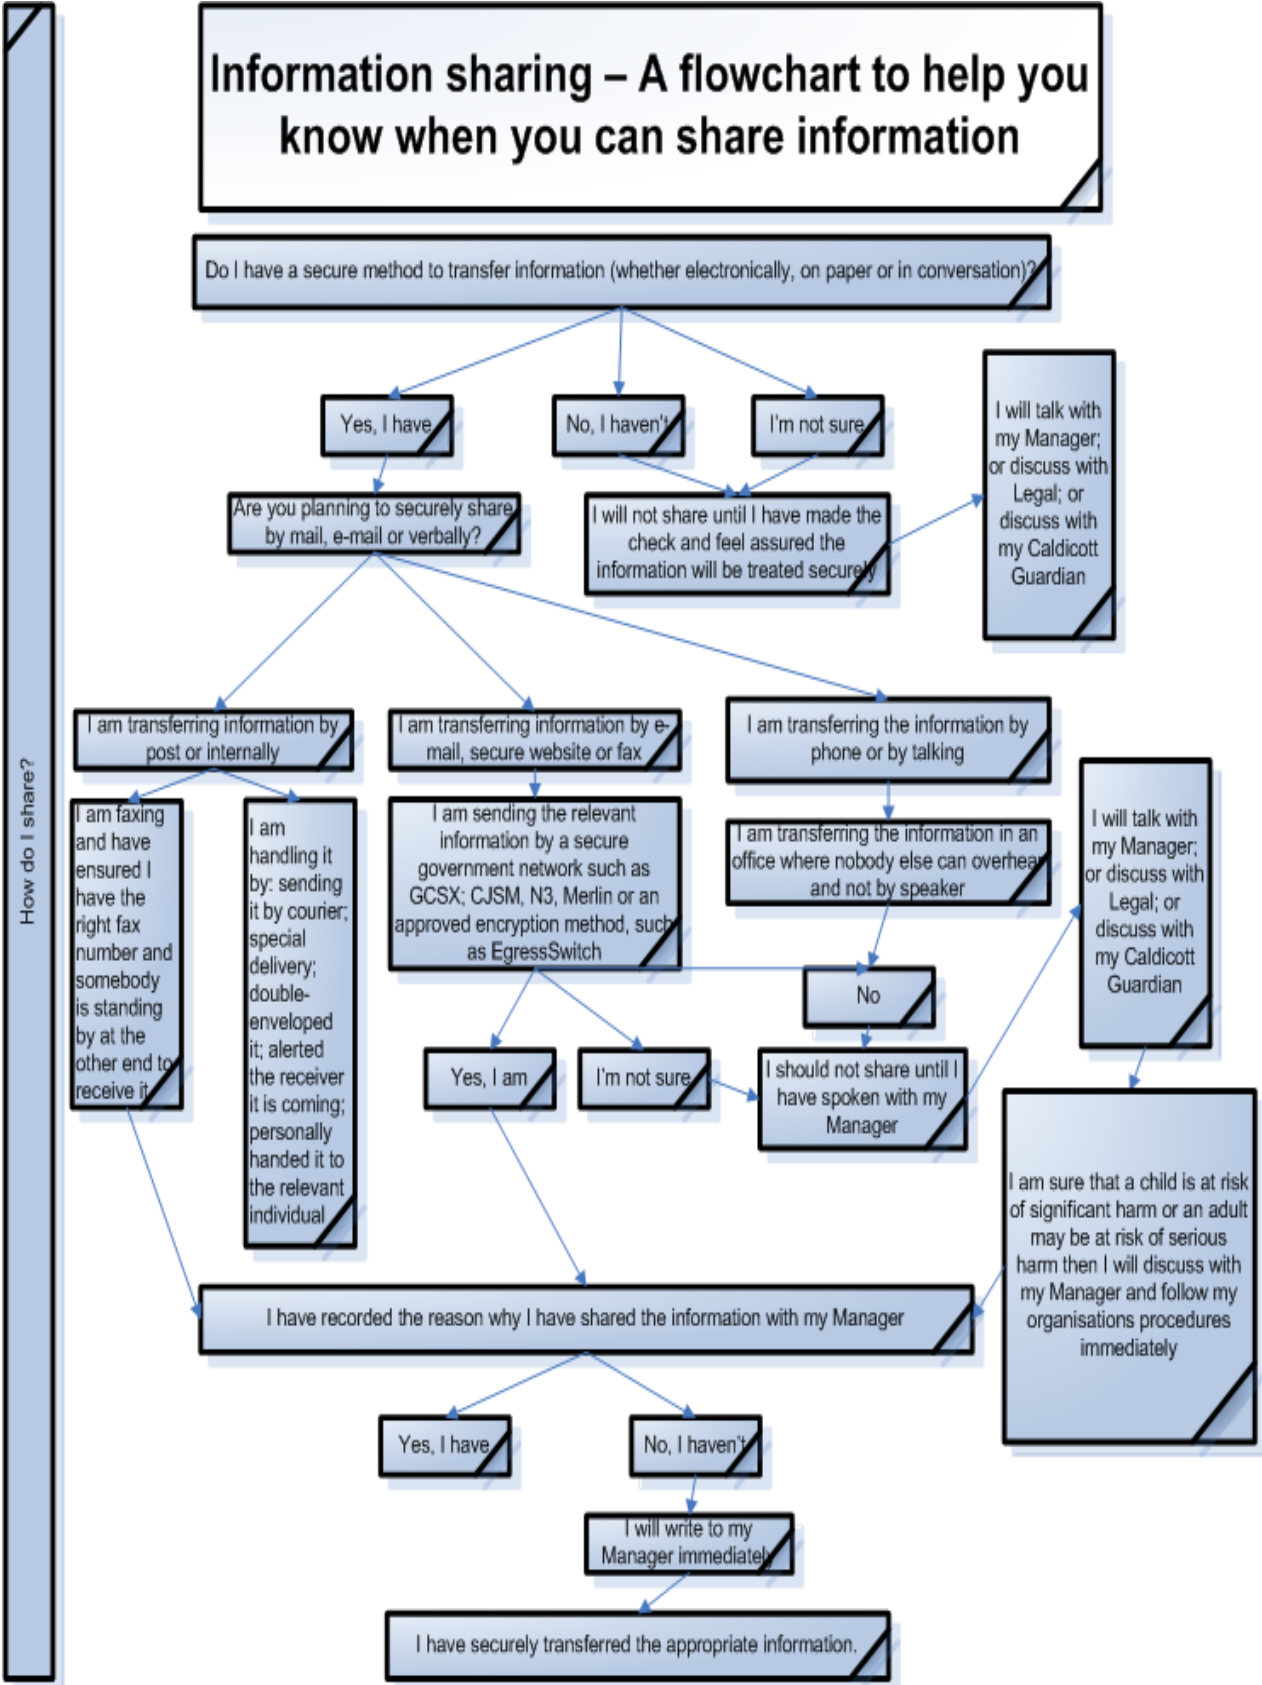 Information sharing – A flowchart to help you
know when you can share information
Do I have a secure method to transfer information (whether electronically, on paper or in conversation)?
Yes, I have
No, I haven't
I'm not sure
I will talk with
my Manager;
or discuss with
Legal; or
discuss with
my Caldicott
Guardian
Are you planning to securely share
by mail, e-mail or verbally?
I will not share until I have made the
check and feel assured the
information will be treated securely
How do I share?
I am transferring information by
post or internally
I am transferring information by e-
mail, secure website or fax
I am transferring the information by
phone or by talking
I am faxing
and have
ensured I
have the
right fax
number and
somebody
is standing
by at the
other end to
receive it
I am
handling it
by: sending
it by courier;
special
delivery;
double-
enveloped
it; alerted
the receiver
it is coming;
personally
handed it to
the relevant
individual
I am sending the relevant
information by a secure
government network such as
GCSX; CJSM, N3, Merlin or an
approved encryption method, such
as EgressSwitch
I am transferring the information in an
office where nobody else can overhear
and not by speaker
I will talk with
my Manager;
or discuss with
Legal; or
discuss with
my Caldicott
Guardian
No
Yes, I am
I'm not sure
I should not share until I
have spoken with my
Manager
I am sure that a child is at risk
of significant harm or an adult
may be at risk of serious
harm then I will discuss with
my Manager and follow my
organisations procedures
immediately
I have recorded the reason why I have shared the information with my Manager
Yes, I have
No, I haven't
I will write to my
Manager immediately
I have securely transferred the appropriate information.